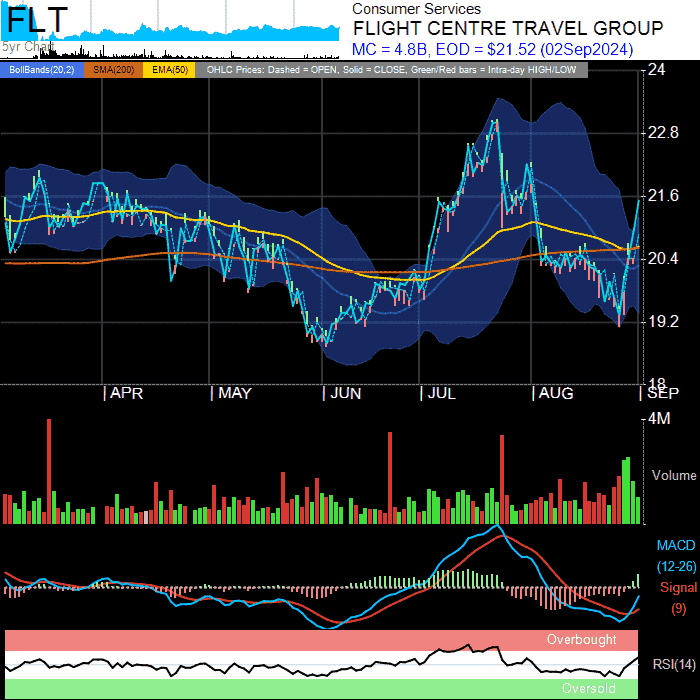 FLT
5yr Chart
Consumer Services
FLIGHT CENTRE TRAVEL GROUP
MC = 4.8B, EOD = $21.52 (02Sep2024)
BollBands(20,2) SMA(200) EMA(50) OHLC Prices: Dashed = OPEN, Solid = CLOSE, Green/Red bars = Intra-day HIGH/LOW
24
22.8
21.6
20.4
19.2
18
APR MAY JUN JUL AUG SEP
4M
Volume
MACD
(12-26)
Signal
(9)
Overbought
RSI(14)
Oversold